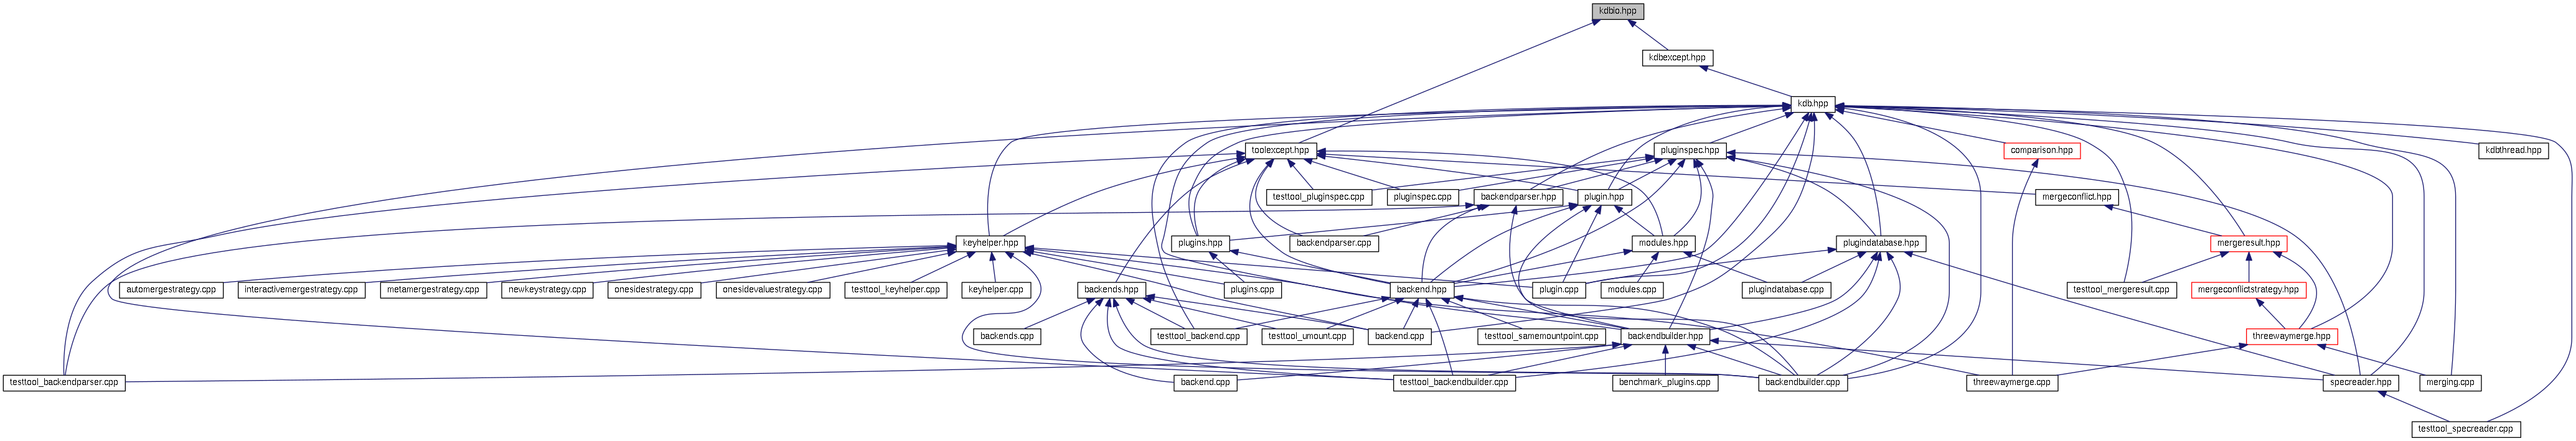 kdbio.hpp
kdbexcept.hpp
kdb.hpp
toolexcept.hpp
pluginspec.hpp
comparison.hpp
kdbthread.hpp
testtool_pluginspec.cpp
pluginspec.cpp
backendparser.hpp
plugin.hpp
mergeconflict.hpp
keyhelper.hpp
plugins.hpp
backendparser.cpp
modules.hpp
plugindatabase.hpp
mergeresult.hpp
automergestrategy.cpp
interactivemergestrategy.cpp
metamergestrategy.cpp
newkeystrategy.cpp
onesidestrategy.cpp
onesidevaluestrategy.cpp
testtool_keyhelper.cpp
keyhelper.cpp
backends.hpp
plugins.cpp
backend.hpp
plugin.cpp
modules.cpp
plugindatabase.cpp
testtool_mergeresult.cpp
mergeconflictstrategy.hpp
backends.cpp
testtool_backend.cpp
testtool_umount.cpp
backend.cpp
testtool_samemountpoint.cpp
backendbuilder.hpp
threewaymerge.hpp
testtool_backendparser.cpp
backend.cpp
testtool_backendbuilder.cpp
benchmark_plugins.cpp
backendbuilder.cpp
threewaymerge.cpp
specreader.hpp
merging.cpp
testtool_specreader.cpp